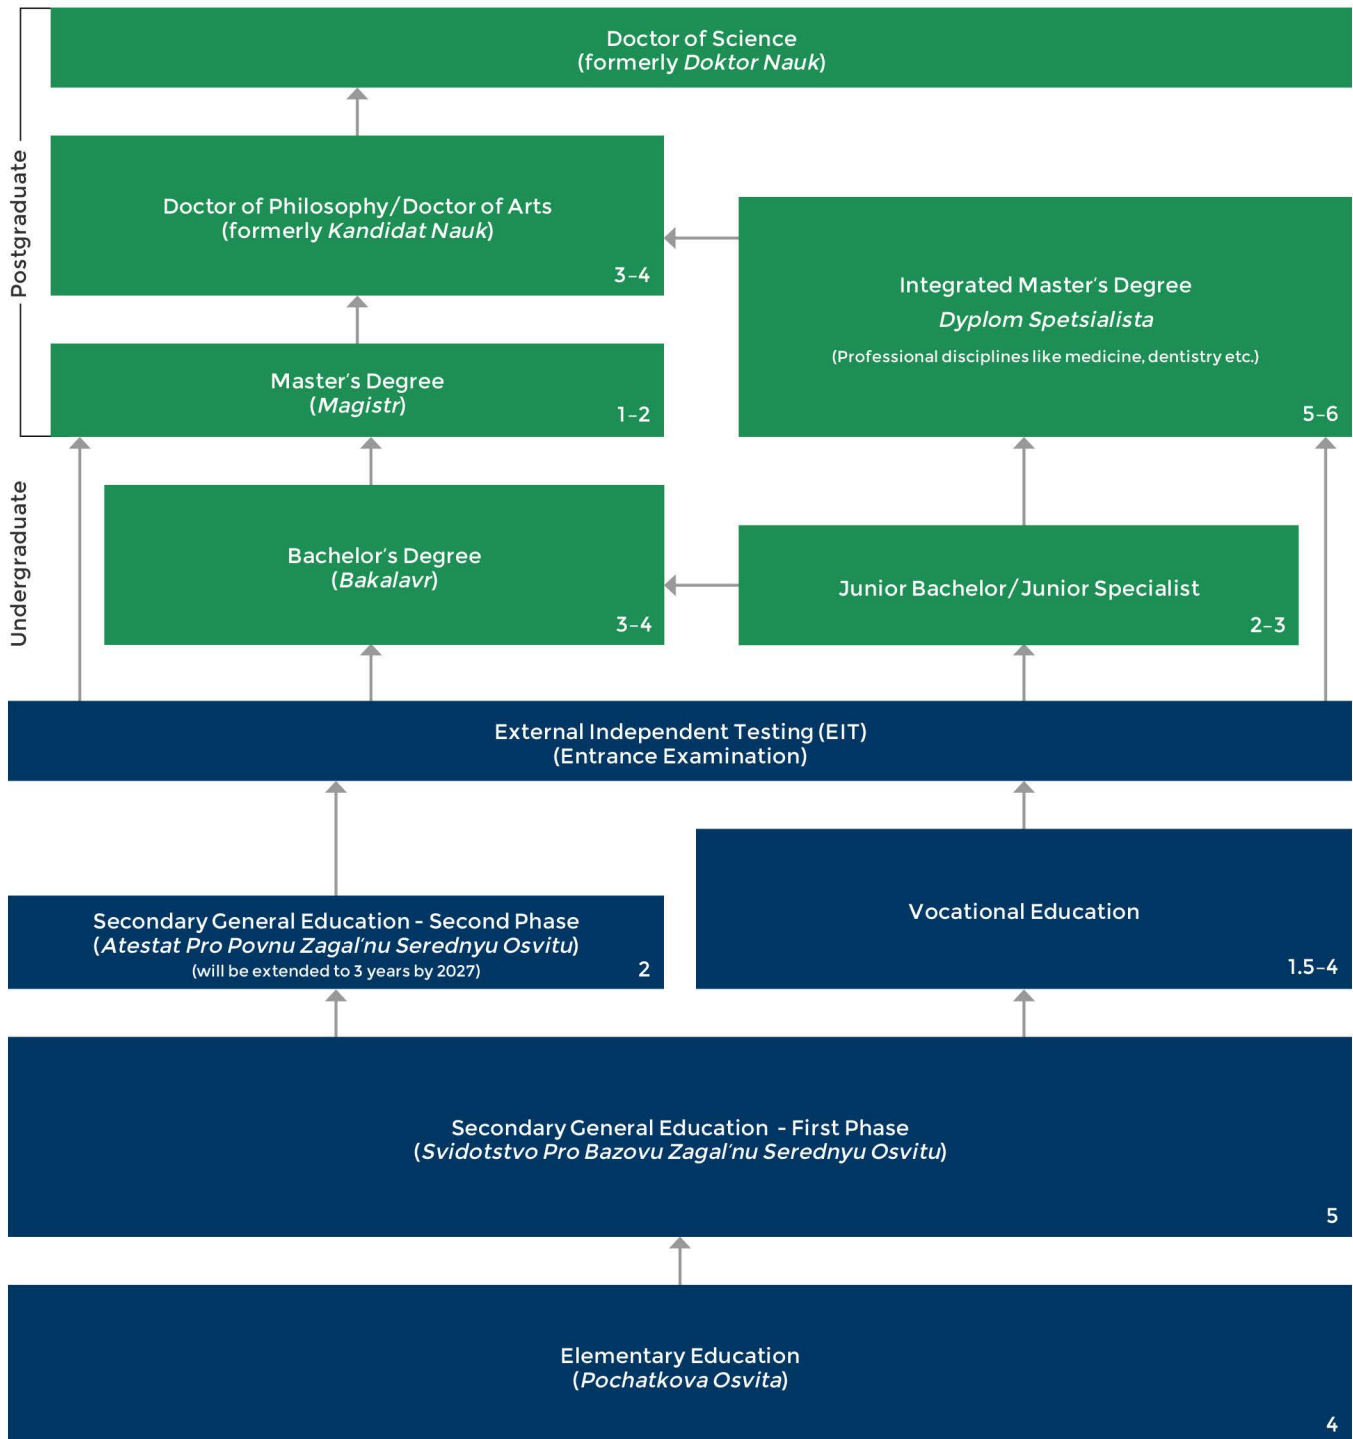 Doctor of Science
(formerly Doktor Nauk)
Postgraduate
Doctor of Philosophy/Doctor of Arts
(formerly Kandidat Nauk)
3-4
Integrated Master's Degree
Dyplom Spetsialista
(Professional disciplines like medicine, dentistry etc.)
5-6
Master's Degree
(Magistr)
1-2
Undergraduate
Bachelor's Degree
(Bakalavr)
3-4
Junior Bachelor/Junior Specialist
2-3
External Independent Testing (EIT)
(Entrance Examination)
Secondary General Education - Second Phase
(Atestat Pro Povnu Zagal'nu Serednyu Osvitu)
(will be extended to 3 years by 2027)
2
Vocational Education
1.5-4
Secondary General Education - First Phase
(Svidotstvo Pro Bazovu Zagal'nu Serednyu Osvitu)
5
Elementary Education
(Pochatkova Osvita)
4